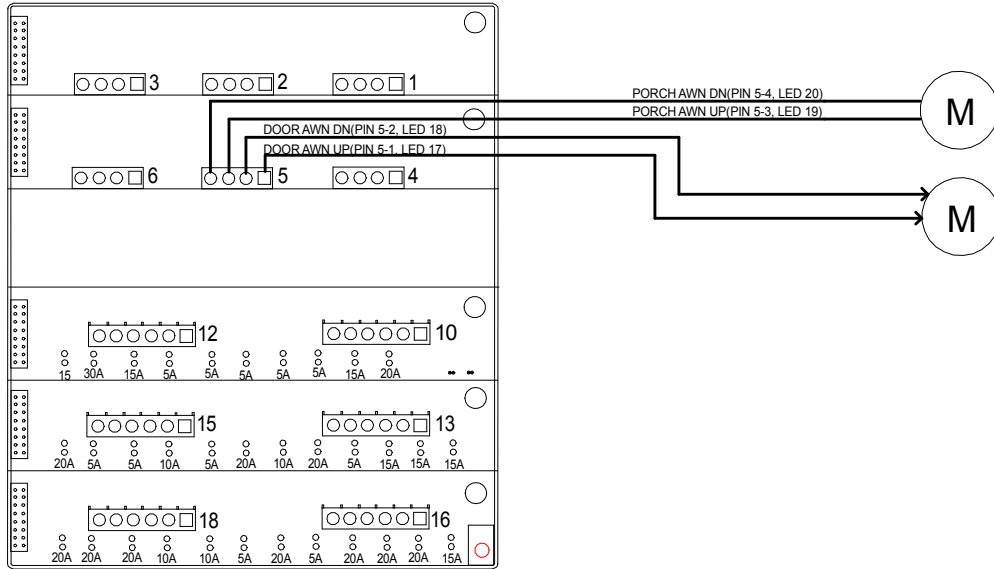 3 2 1
PORCH AWN DN(PIN 5-4, LED 20)
PORCH AWN UP(PIN 5-3, LED 19)
M
DOOR AWN DN(PIN 5-2, LED 18)
DOOR AWN UP(PIN 5-1, LED 17)
6 5 4
M
12 10
15 30A 15A 5A 5A 5A 5A 5A 15A 20A
15 13
20A 5A 5A 10A 5A 20A 10A 20A 5A 15A 15A 15A
18 16
20A 20A 20A 10A 10A 5A 20A 5A 20A 20A 20A 15A